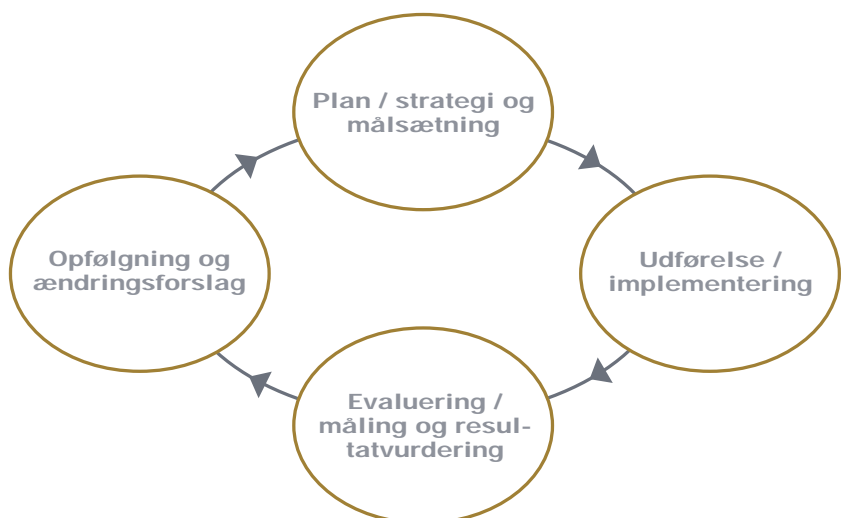 Plan / strategi og
målsætning
Udførelse /
implementering
Evaluering /
måling og resul-
tatvurdering
Opfølgning og
ændringsforslag